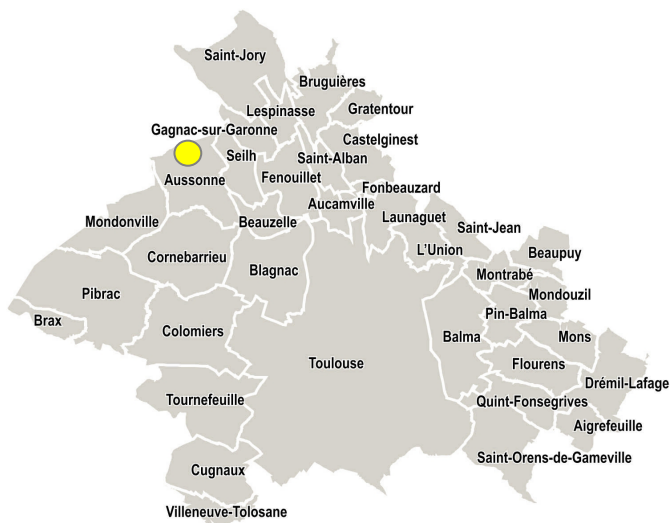 Saint-Jory
Bruguières
Lespinasse
Gratentour
Gagnac-sur-Garonne
Castelginest
Seilh
Saint-Alban
Aussonne
Fenouillet
Fonbeauzard
Aucamville
Mondonville
Beauzelle
Launaguet
Saint-Jean
L'Union
Beaupuy
Cornebarrieu
Blagnac
Montrabé
Pibrac
Mondouzil
Brax
Pin-Balma
Colomiers
Balma
Mons
Toulouse
Flourens
Drémil-Lafage
Tournefeuille
Quint-Fonsegrives
Aigrefeuille
Saint-Orens-de-Gameville
Cugnaux
Villeneuve-Tolosane